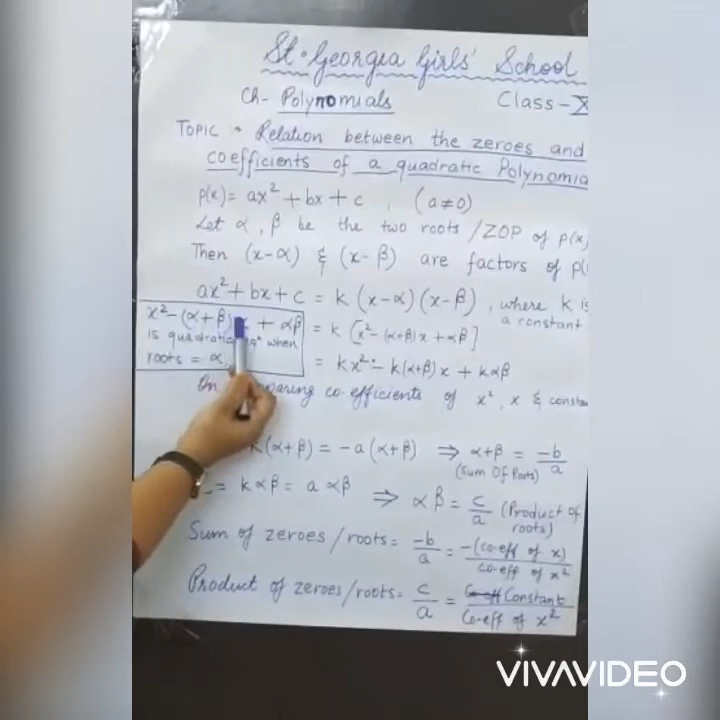 St. Georgia Girls' School
Ch- Polynomials Class-X
TOPIC • Relation between the zeroes and
coefficients of a quadratic Polynomia
p(x) = ax² + bx + c , (a ≠ 0)
Let α, β be the two roots / ZOP of p(x)
Then (x-α) & (x-β) are factors of p(
ax² + bx + c = k (x-α)(x-β), where k is
a constant
x² - (α+β) + αβ = k [x² - (α+β)x + αβ]
is quadratic when
roots = α,
= kx² - k(α+β)x + kαβ
On co-efficients of x², x & consta
k(α+β) = -a(α+β) ⇒ α+β = -b/a
(Sum Of Roots)
= kαβ = a αβ ⇒ αβ = c/a (Product of
roots)
Sum of zeroes/roots = -b/a = -(co-eff of x)/co-eff of x²
Product of zeroes/roots = c/a = Constant/Co-eff of x²
VIVAVIDEO